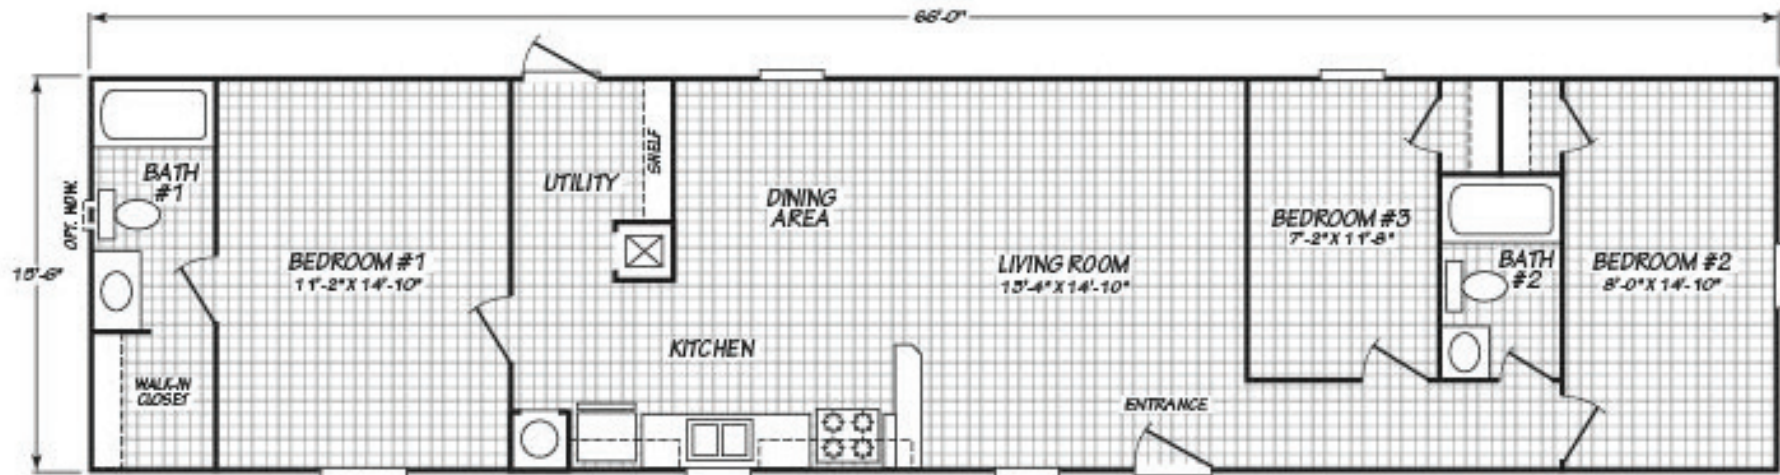 66'-0"
15'-6"
OPT. WDW.
BATH
#1
WALK-IN
CLOSET
BEDROOM #1
11'-2" X 14'-10"
UTILITY
SHELF
DINING
AREA
KITCHEN
LIVING ROOM
15'-4" X 14'-10"
ENTRANCE
BEDROOM #3
7'-2" X 11'-8"
BATH
#2
BEDROOM #2
8'-0" X 14'-10"